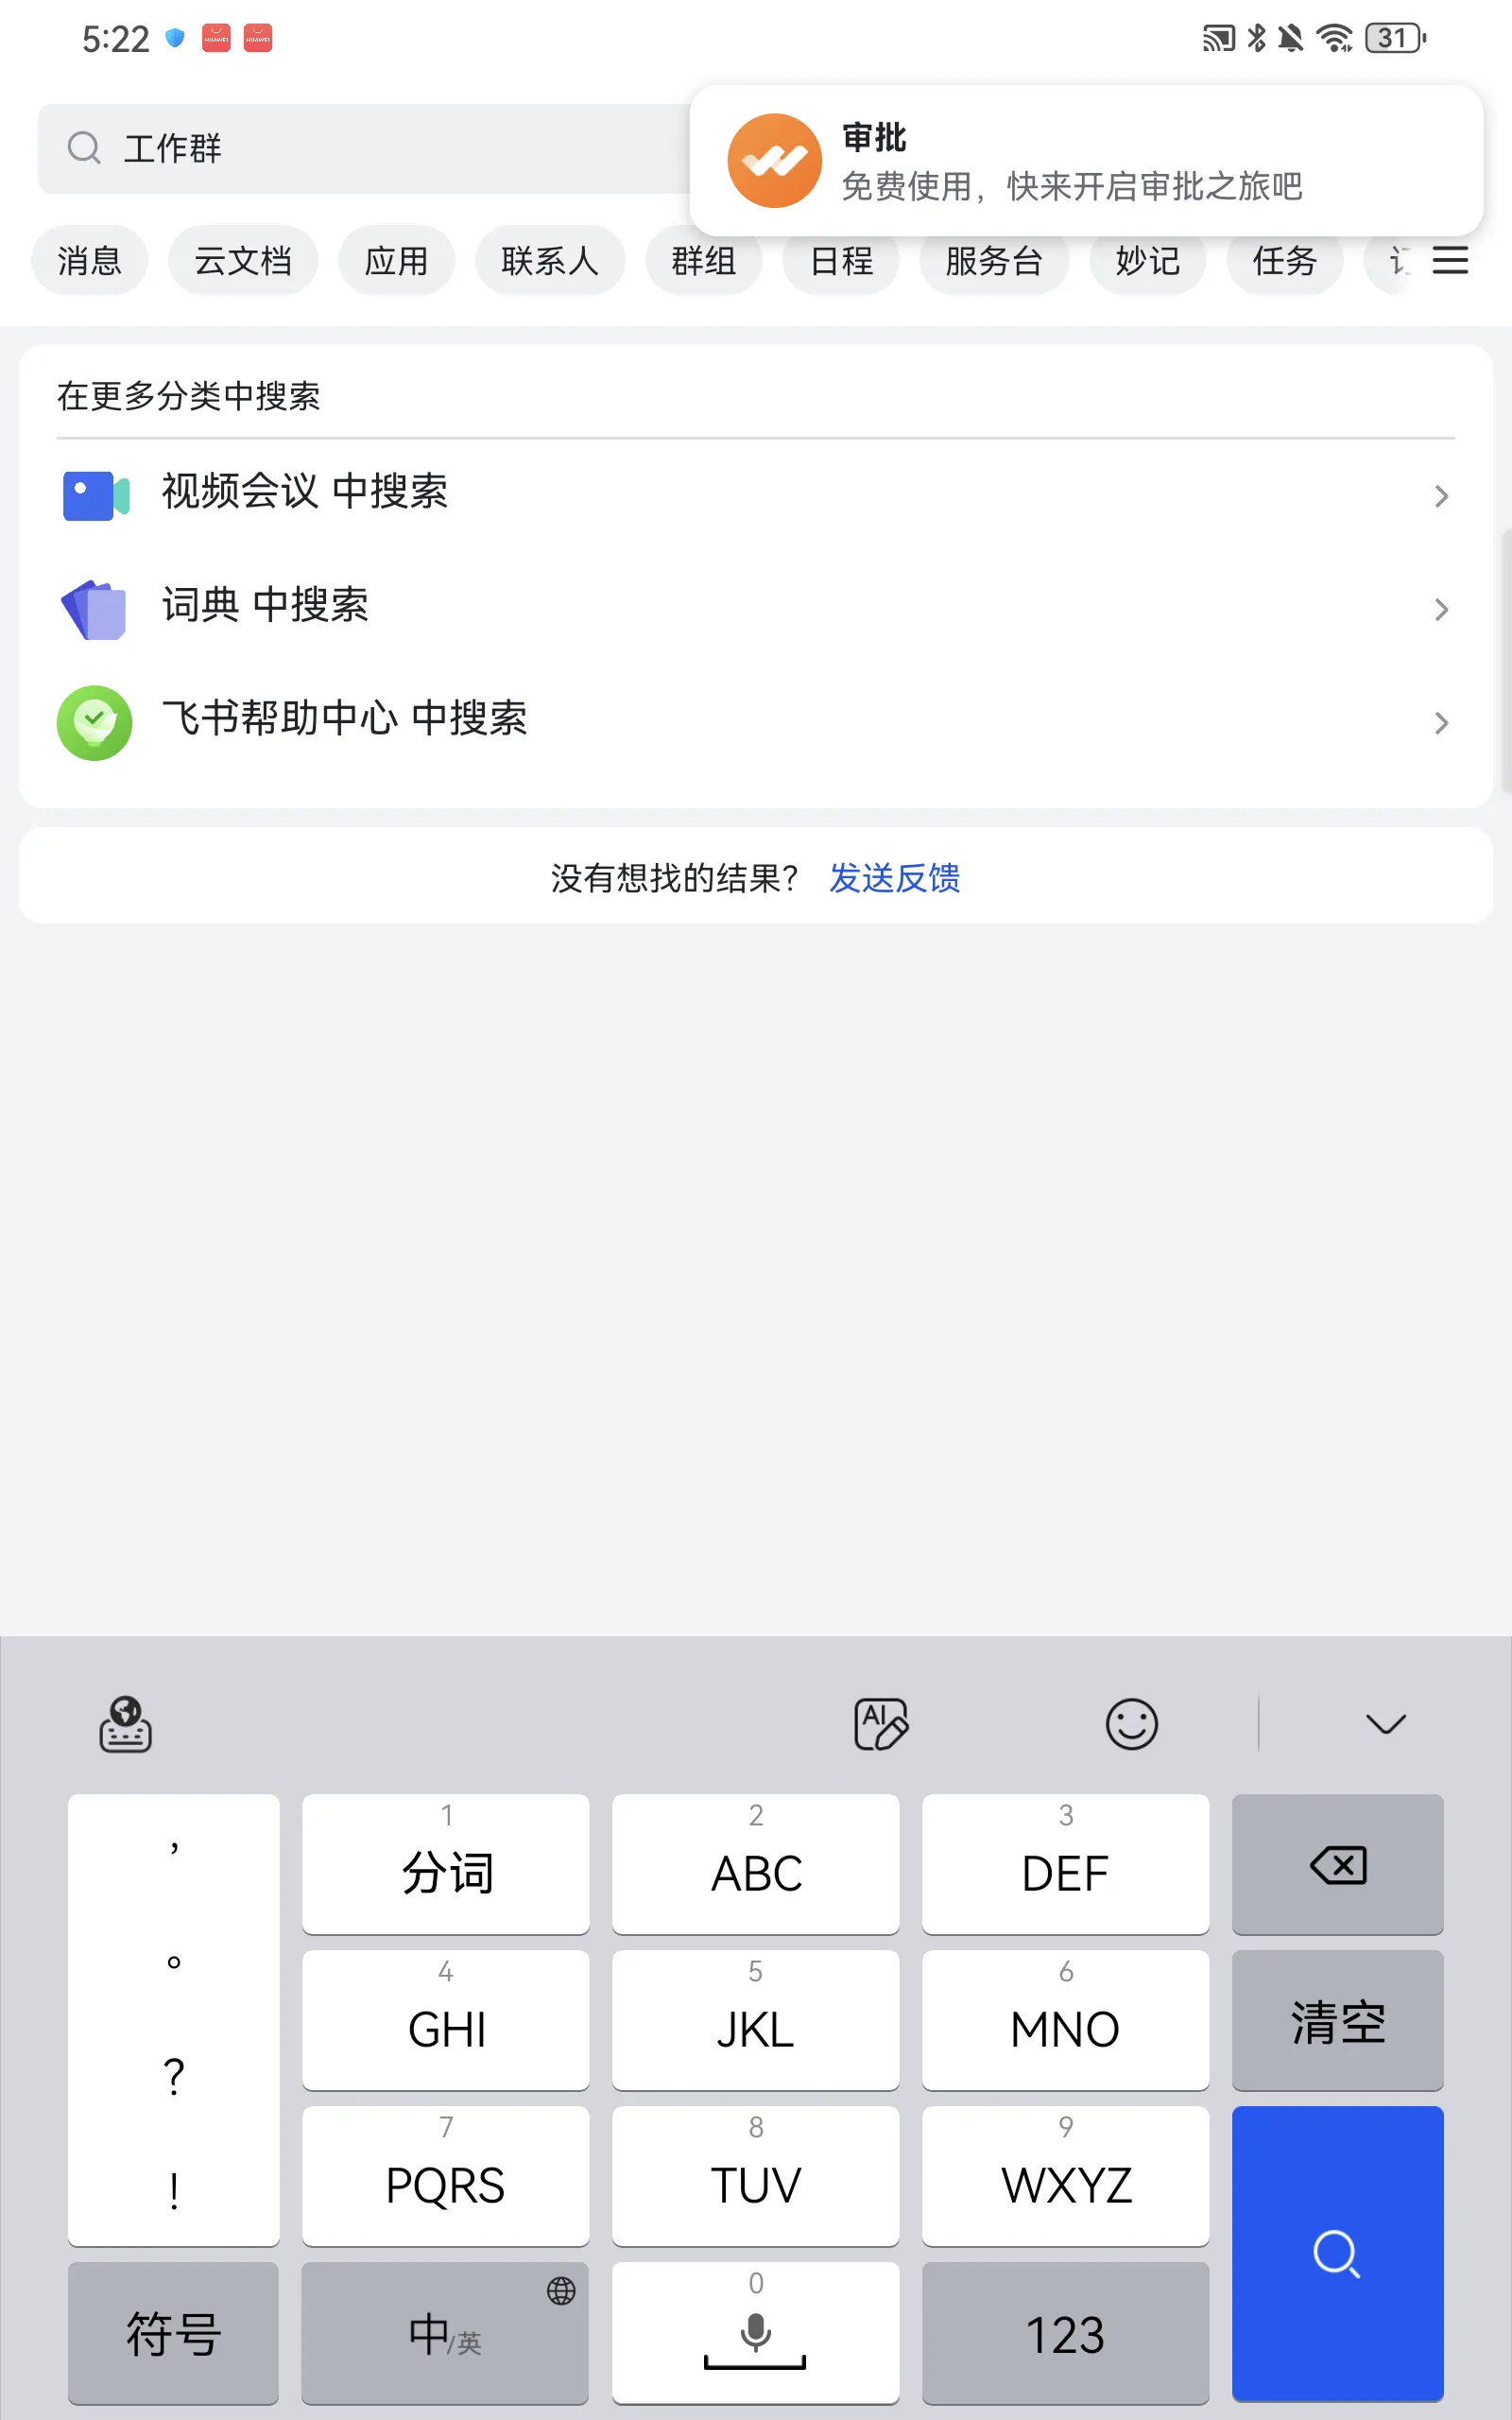 5:22
HUAWEI HUAWEI
31
工作群
审批
免费使用，快来开启审批之旅吧
消息 云文档 应用 联系人 群组 日程 服务台 妙记 任务
在更多分类中搜索
视频会议 中搜索
词典 中搜索
飞书帮助中心 中搜索
没有想找的结果？ 发送反馈
AI
，
。
？
！
1
分词
2
ABC
3
DEF
4
GHI
5
JKL
6
MNO
清空
7
PQRS
8
TUV
9
WXYZ
符号
中/英
0
123